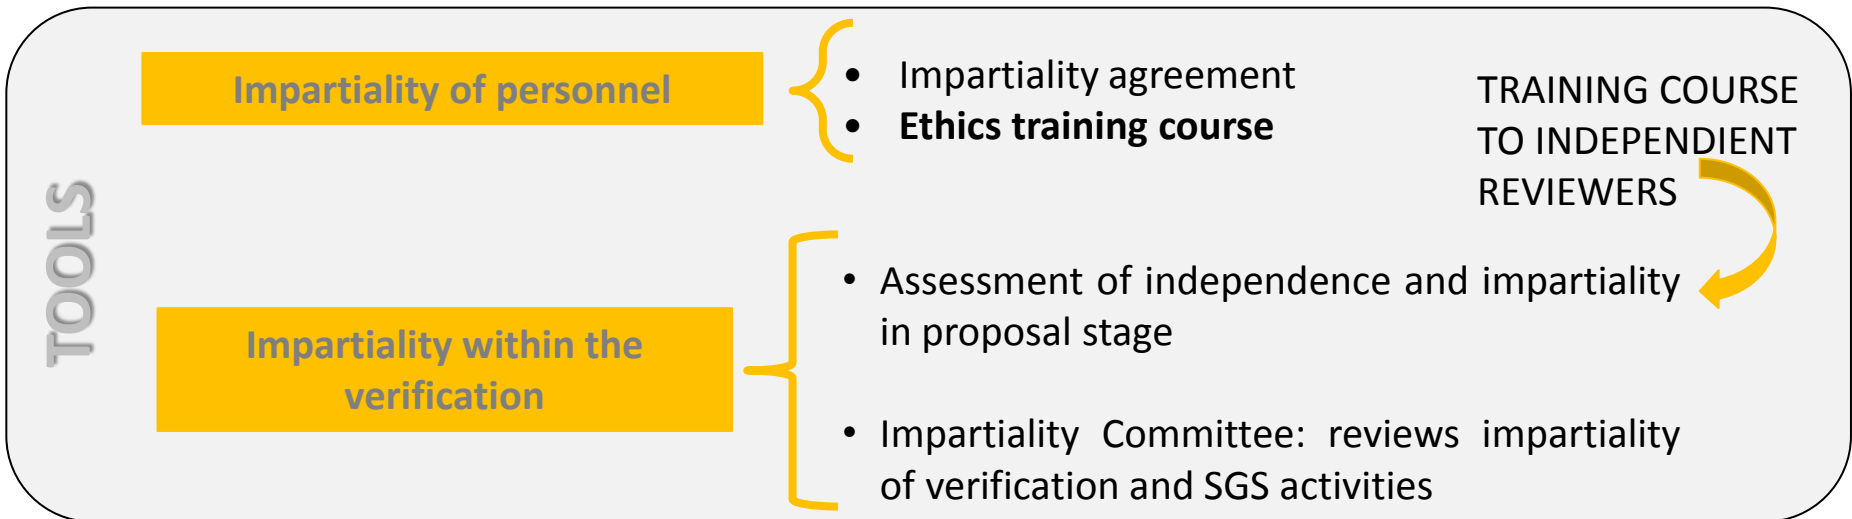 TOOLS
Impartiality of personnel
• Impartiality agreement
• Ethics training course
TRAINING COURSE
TO INDEPENDIENT
REVIEWERS
Impartiality within the
verification
• Assessment of independence and impartiality
in proposal stage
• Impartiality Committee: reviews impartiality
of verification and SGS activities